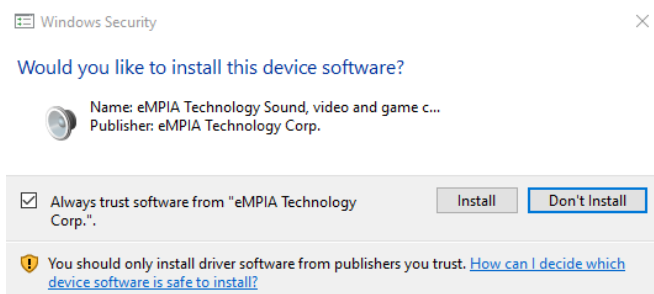 Windows Security
Would you like to install this device software?
Name: eMPIA Technology Sound, video and game c...
Publisher: eMPIA Technology Corp.
Always trust software from "eMPIA Technology
Corp.".
Install
Don't Install
You should only install driver software from publishers you trust. How can I decide which
device software is safe to install?